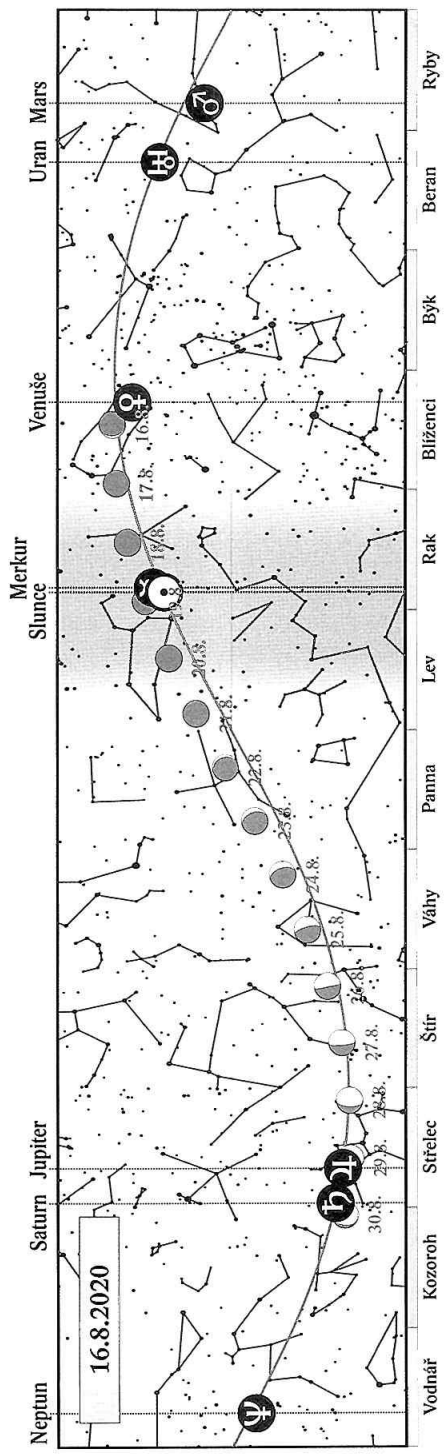 Neptun
Saturn
Jupiter
Slunce
Merkur
Venuše
Uran
Mars
16.8.2020
30.8.
29.8.
28.8.
27.8.
26.8.
25.8.
24.8.
23.8.
22.8.
21.8.
20.8.
19.8.
18.8.
17.8.
16.8.
Vodnář
Kozoroh
Střelec
Štír
Váhy
Panna
Lev
Rak
Blíženci
Býk
Beran
Ryby